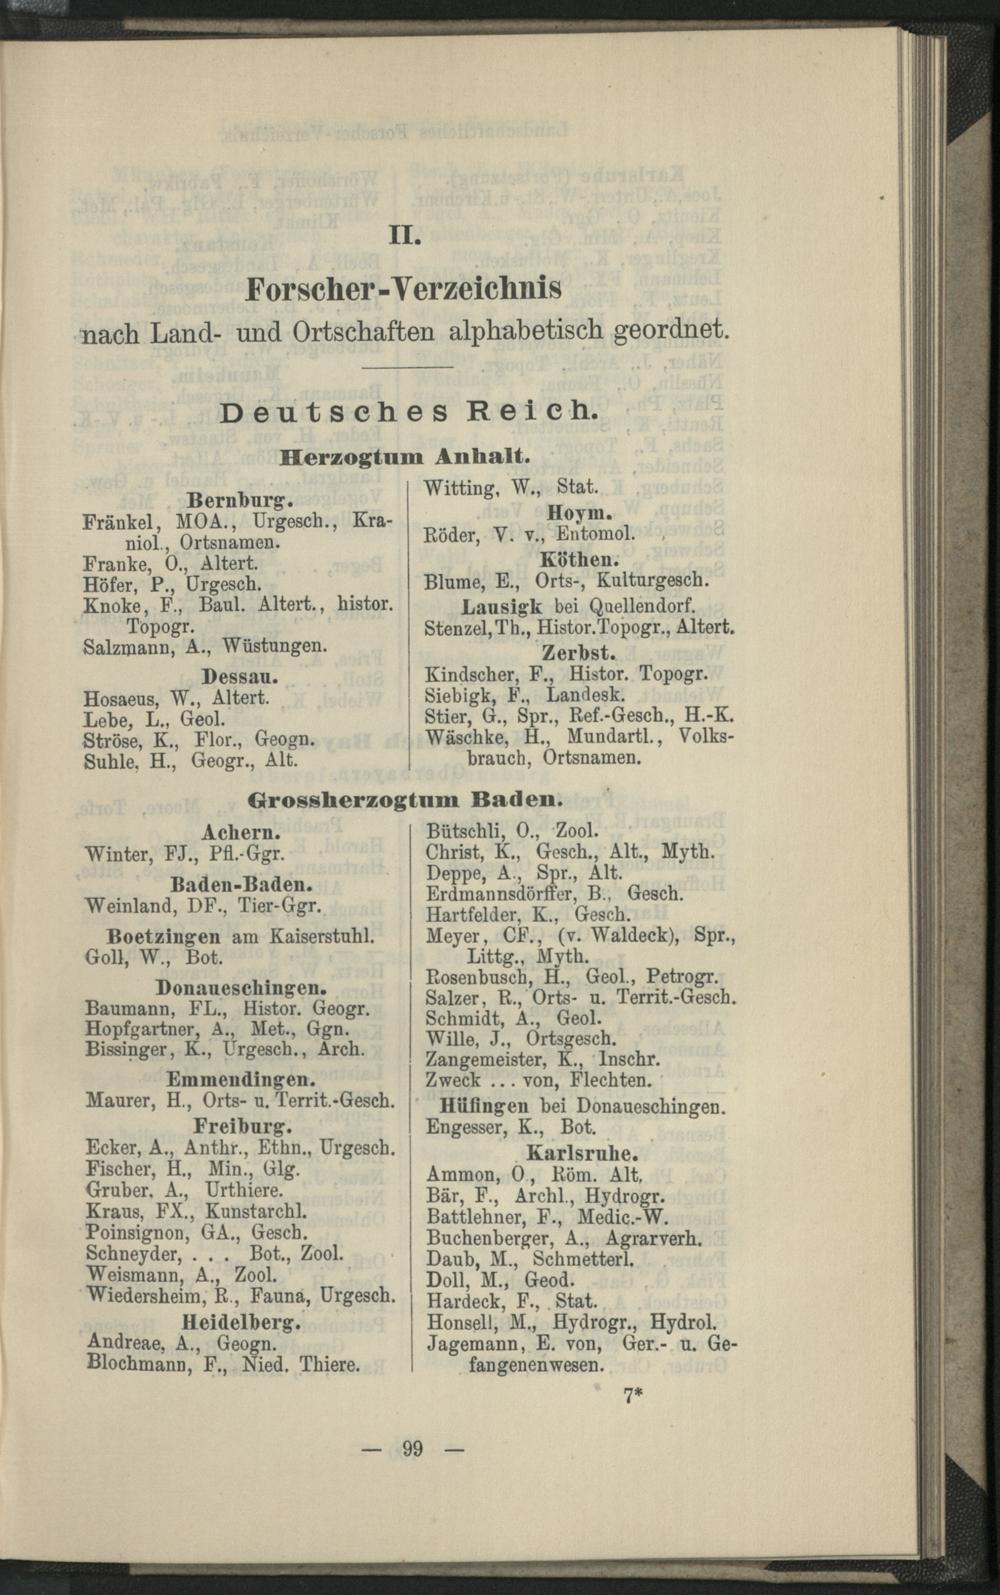 II.
Forscher-Verzeichnis
nach Land- und Ortschaften alphabetisch geordnet.
Deutsches Reich.
Herzogtum Anhalt.
Bernburg.
Fränkel, MOA., Urgesch., Kra-
niol., Ortsnamen.
Franke, O., Altert.
Höfer, P., Urgesch.
Knoke, F., Baul. Altert., histor.
Topogr.
Salzmann, A., Wüstungen.
Dessau.
Hosaeus, W., Altert.
Lebe, L., Geol.
Ströse, K., Flor., Geogn.
Suhle, H., Geogr., Alt.
Witting, W., Stat.
Hoym.
Röder, V. v., Entomol.
Köthen.
Blume, E., Orts-, Kulturgesch.
Lausigk bei Quellendorf.
Stenzel, Th., Histor. Topogr., Altert.
Zerbst.
Kindscher, F., Histor. Topogr.
Siebigk, F., Landesk.
Stier, G., Spr., Ref.-Gesch., H.-K.
Wäschke, H., Mundartl., Volks-
brauch, Ortsnamen.
Grossherzogtum Baden.
Achern.
Winter, FJ., Pfl.-Ggr.
Baden-Baden.
Weinland, DF., Tier-Ggr.
Boetzingen am Kaiserstuhl.
Goll, W., Bot.
Donaueschingen.
Baumann, FL., Histor. Geogr.
Hopfgartner, A., Met., Ggn.
Bissinger, K., Urgesch., Arch.
Emmendingen.
Maurer, H., Orts- u. Territ.-Gesch.
Freiburg.
Ecker, A., Anthr., Ethn., Urgesch.
Fischer, H., Min., Glg.
Gruber, A., Urthiere.
Kraus, FX., Kunstarchl.
Poinsignon, GA., Gesch.
Schneyder, . . . Bot., Zool.
Weismann, A., Zool.
Wiedersheim, R., Fauna, Urgesch.
Heidelberg.
Andreae, A., Geogn.
Blochmann, F., Nied. Thiere.
Bütschli, O., Zool.
Christ, K., Gesch., Alt., Myth.
Deppe, A., Spr., Alt.
Erdmannsdörffer, B., Gesch.
Hartfelder, K., Gesch.
Meyer, CF., (v. Waldeck), Spr.,
Littg., Myth.
Rosenbusch, H., Geol., Petrogr.
Salzer, R., Orts- u. Territ.-Gesch.
Schmidt, A., Geol.
Wille, J., Ortsgesch.
Zangemeister, K., Inschr.
Zweck ... von, Flechten.
Hüfingen bei Donaueschingen.
Engesser, K., Bot.
Karlsruhe.
Ammon, O., Röm. Alt.
Bär, F., Archl., Hydrogr.
Battlehner, F., Medic.-W.
Buchenberger, A., Agrarverh.
Daub, M., Schmetterl.
Doll, M., Geod.
Hardeck, F., Stat.
Honsell, M., Hydrogr., Hydrol.
Jagemann, E. von, Ger.- u. Ge-
fangenenwesen.
7*
— 99 —